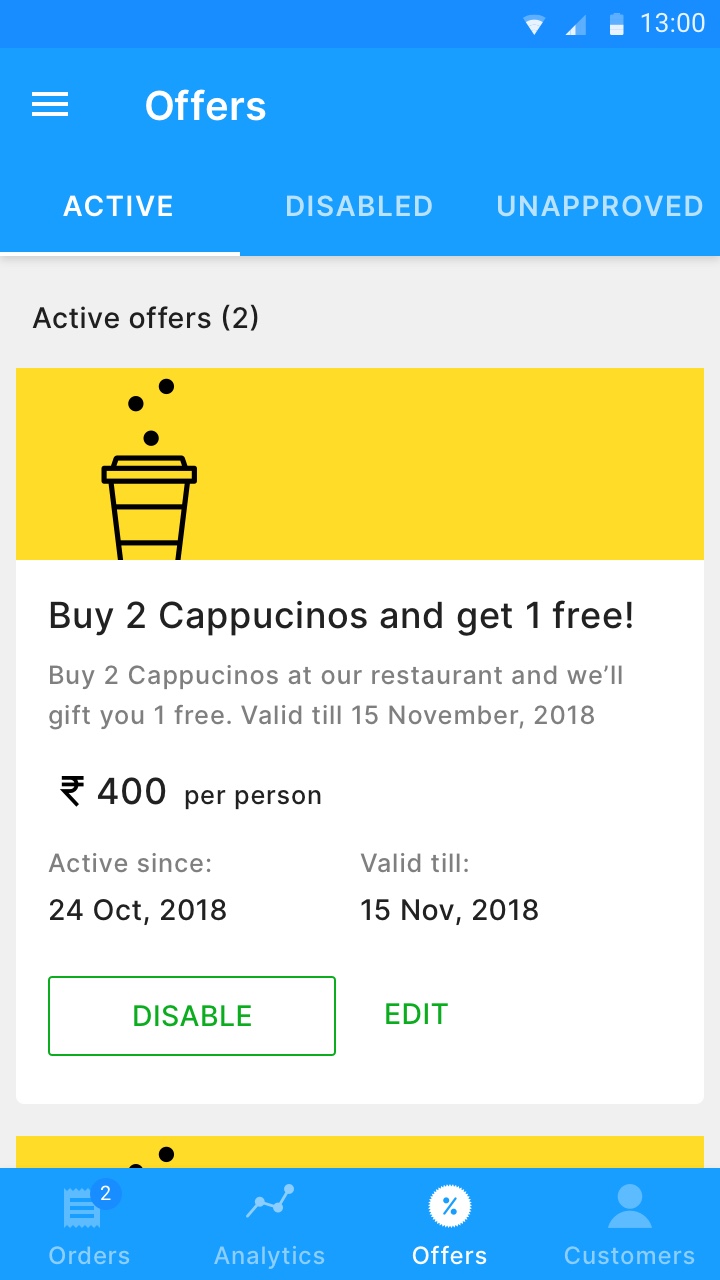 13:00
Offers
ACTIVE DISABLED UNAPPROVED
Active offers (2)
Buy 2 Cappucinos and get 1 free!
Buy 2 Cappucinos at our restaurant and we’ll
gift you 1 free. Valid till 15 November, 2018
₹ 400 per person
Active since: Valid till:
24 Oct, 2018 15 Nov, 2018
DISABLE EDIT
2 %
Orders Analytics Offers Customers